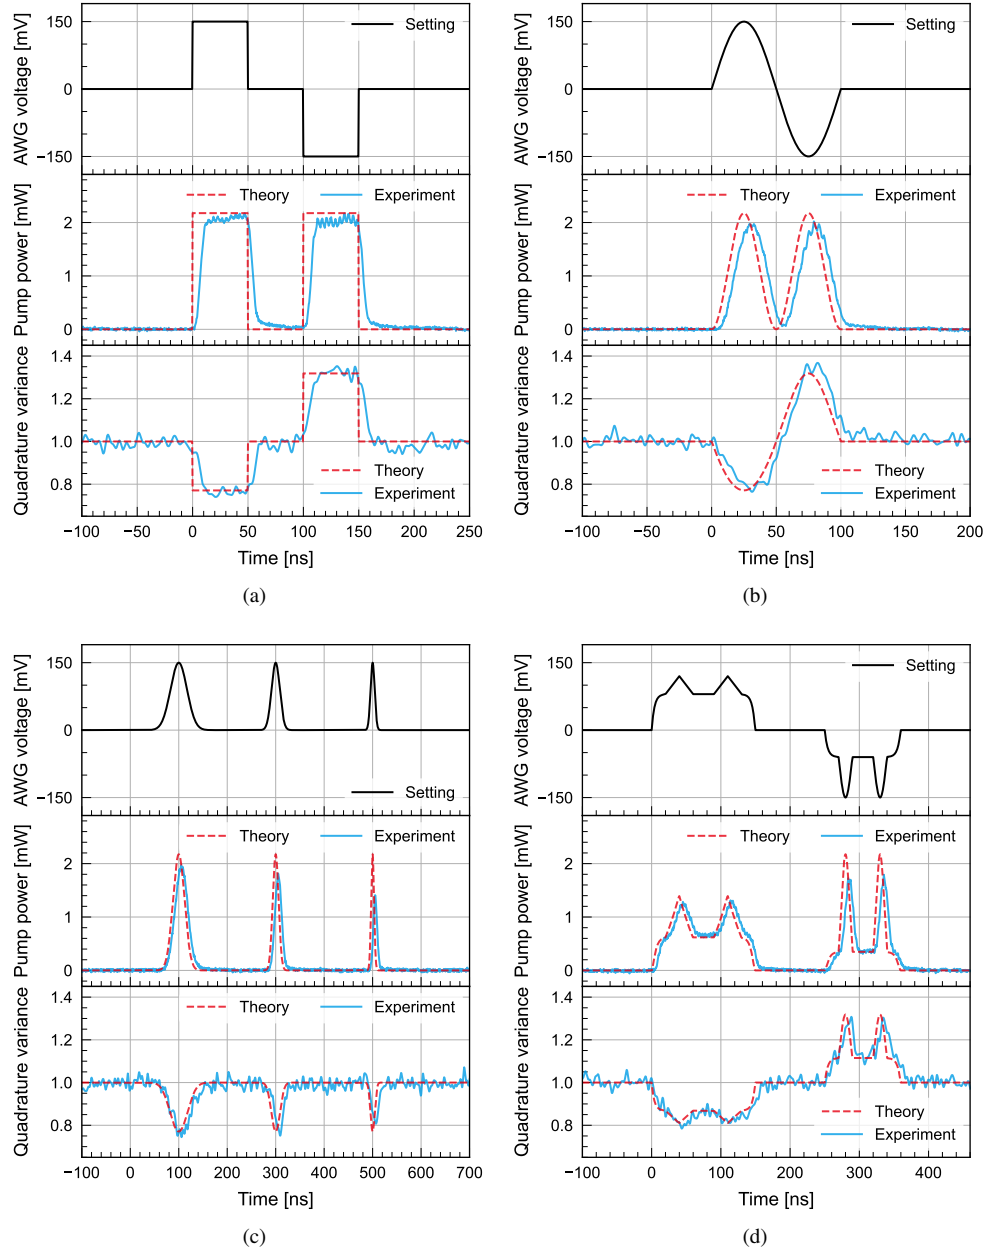 AWG voltage [mV]
150
0
−150
Setting
Pump power [mW]
2
1
0
Theory
Experiment
Quadrature variance
1.4
1.2
1.0
0.8
Theory
Experiment
−100 −50 0 50 100 150 200 250
Time [ns]
(a)
AWG voltage [mV]
150
0
−150
Setting
Pump power [mW]
2
1
0
Theory
Experiment
Quadrature variance
1.4
1.2
1.0
0.8
Theory
Experiment
−100 −50 0 50 100 150 200
Time [ns]
(b)
AWG voltage [mV]
150
0
−150
Setting
Pump power [mW]
2
1
0
Theory
Experiment
Quadrature variance
1.4
1.2
1.0
0.8
Theory
Experiment
−100 0 100 200 300 400 500 600 700
Time [ns]
(c)
AWG voltage [mV]
150
0
−150
Setting
Pump power [mW]
2
1
0
Theory
Experiment
Quadrature variance
1.4
1.2
1.0
0.8
Theory
Experiment
−100 0 100 200 300 400
Time [ns]
(d)